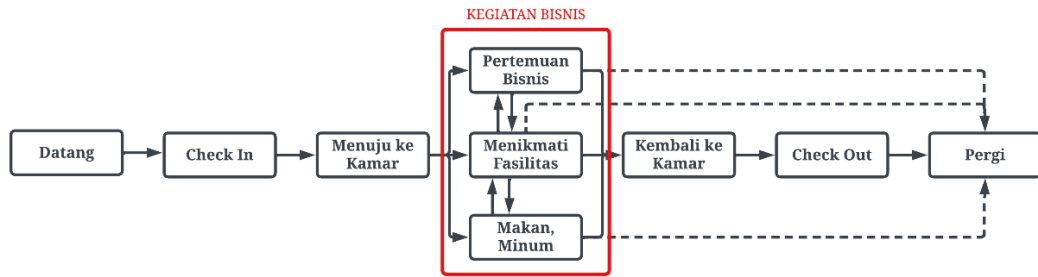 KEGIATAN BISNIS
Pertemuan
Bisnis
Datang
Check In
Menuju ke
Kamar
Menikmati
Fasilitas
Kembali ke
Kamar
Check Out
Pergi
Makan,
Minum